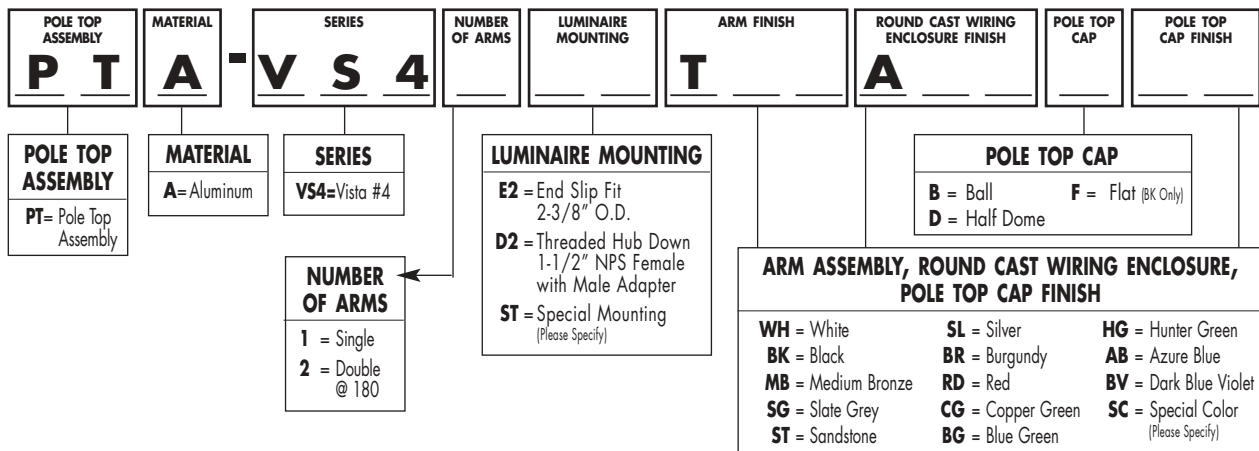 POLE TOP
ASSEMBLY
P T
MATERIAL
A
-
SERIES
V S 4
NUMBER
OF ARMS
LUMINAIRE
MOUNTING
ARM FINISH
T
ROUND CAST WIRING
ENCLOSURE FINISH
A
POLE TOP
CAP
POLE TOP
CAP FINISH
POLE TOP
ASSEMBLY
PT= Pole Top
Assembly
MATERIAL
A= Aluminum
SERIES
VS4=Vista #4
NUMBER
OF ARMS
1 = Single
2 = Double
@ 180
LUMINAIRE MOUNTING
E2 = End Slip Fit
2-3/8" O.D.
D2 = Threaded Hub Down
1-1/2" NPS Female
with Male Adapter
ST = Special Mounting
(Please Specify)
POLE TOP CAP
B = Ball
D = Half Dome
F = Flat (BK Only)
ARM ASSEMBLY, ROUND CAST WIRING ENCLOSURE,
POLE TOP CAP FINISH
WH = White
BK = Black
MB = Medium Bronze
SG = Slate Grey
ST = Sandstone
SL = Silver
BR = Burgundy
RD = Red
CG = Copper Green
BG = Blue Green
HG = Hunter Green
AB = Azure Blue
BV = Dark Blue Violet
SC = Special Color
(Please Specify)